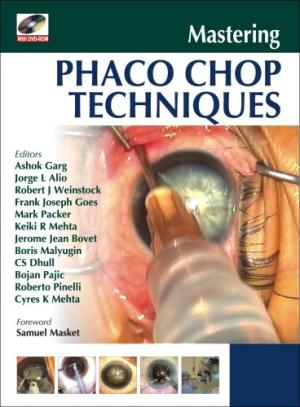 With DVD-ROM
Mastering
PHACO CHOP
TECHNIQUES
Editors
Ashok Garg
Jorge L Alio
Robert J Weinstock
Frank Joseph Goes
Mark Packer
Keiki R Mehta
Jerome Jean Bovet
Boris Malyugin
CS Dhull
Bojan Pajic
Roberto Pinelli
Cyres K Mehta
Foreword
Samuel Masket